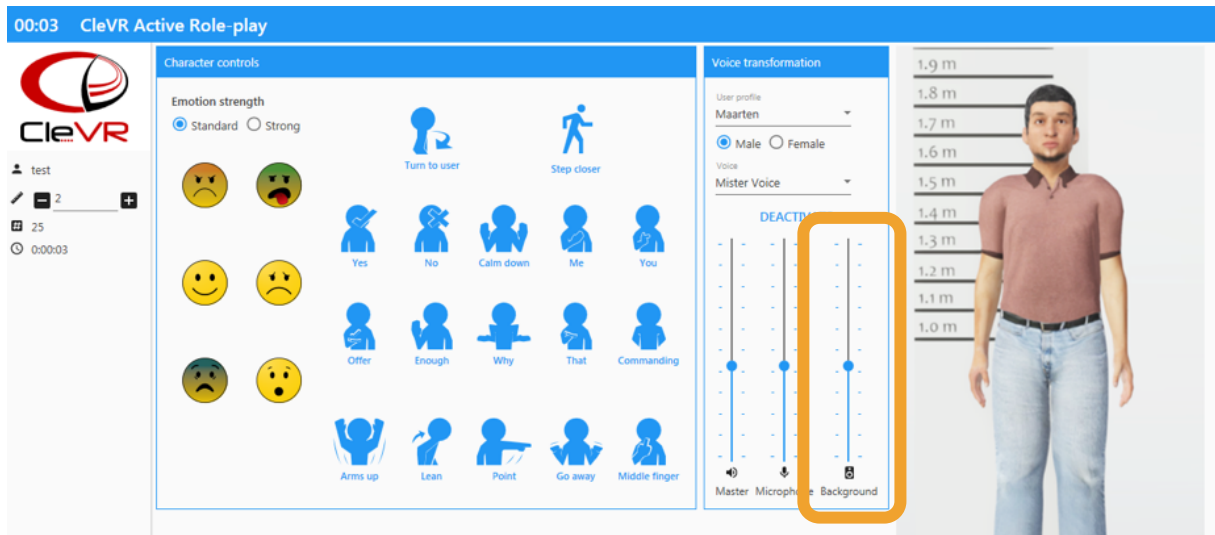 00:03 CleVR Active Role-play
CleVR
test
2
25
0:00:03
Character controls
Emotion strength
Standard Strong
Turn to user
Step closer
Yes
No
Calm down
Me
You
Offer
Enough
Why
That
Commanding
Arms up
Lean
Point
Go away
Middle finger
Voice transformation
User profile
Maarten
Male Female
Voice
Mister Voice
Master
Microphone
Background
1.9 m
1.8 m
1.7 m
1.6 m
1.5 m
1.4 m
1.3 m
1.2 m
1.1 m
1.0 m